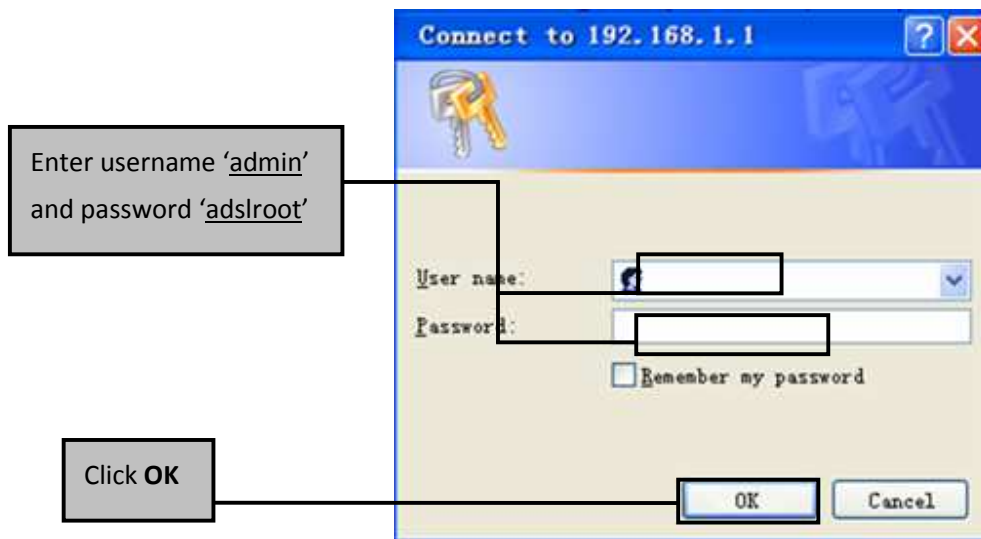 Connect to 192.168.1.1
Enter username ‘admin’
and password ‘adslroot’
User name:
Password:
Remember my password
Click OK
OK
Cancel